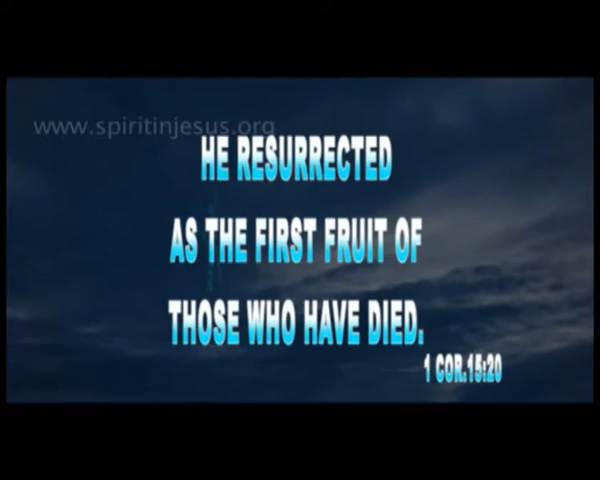 www.spiritinjesus.org
HE RESURRECTED
AS THE FIRST FRUIT OF
THOSE WHO HAVE DIED.
1 COR.15:20